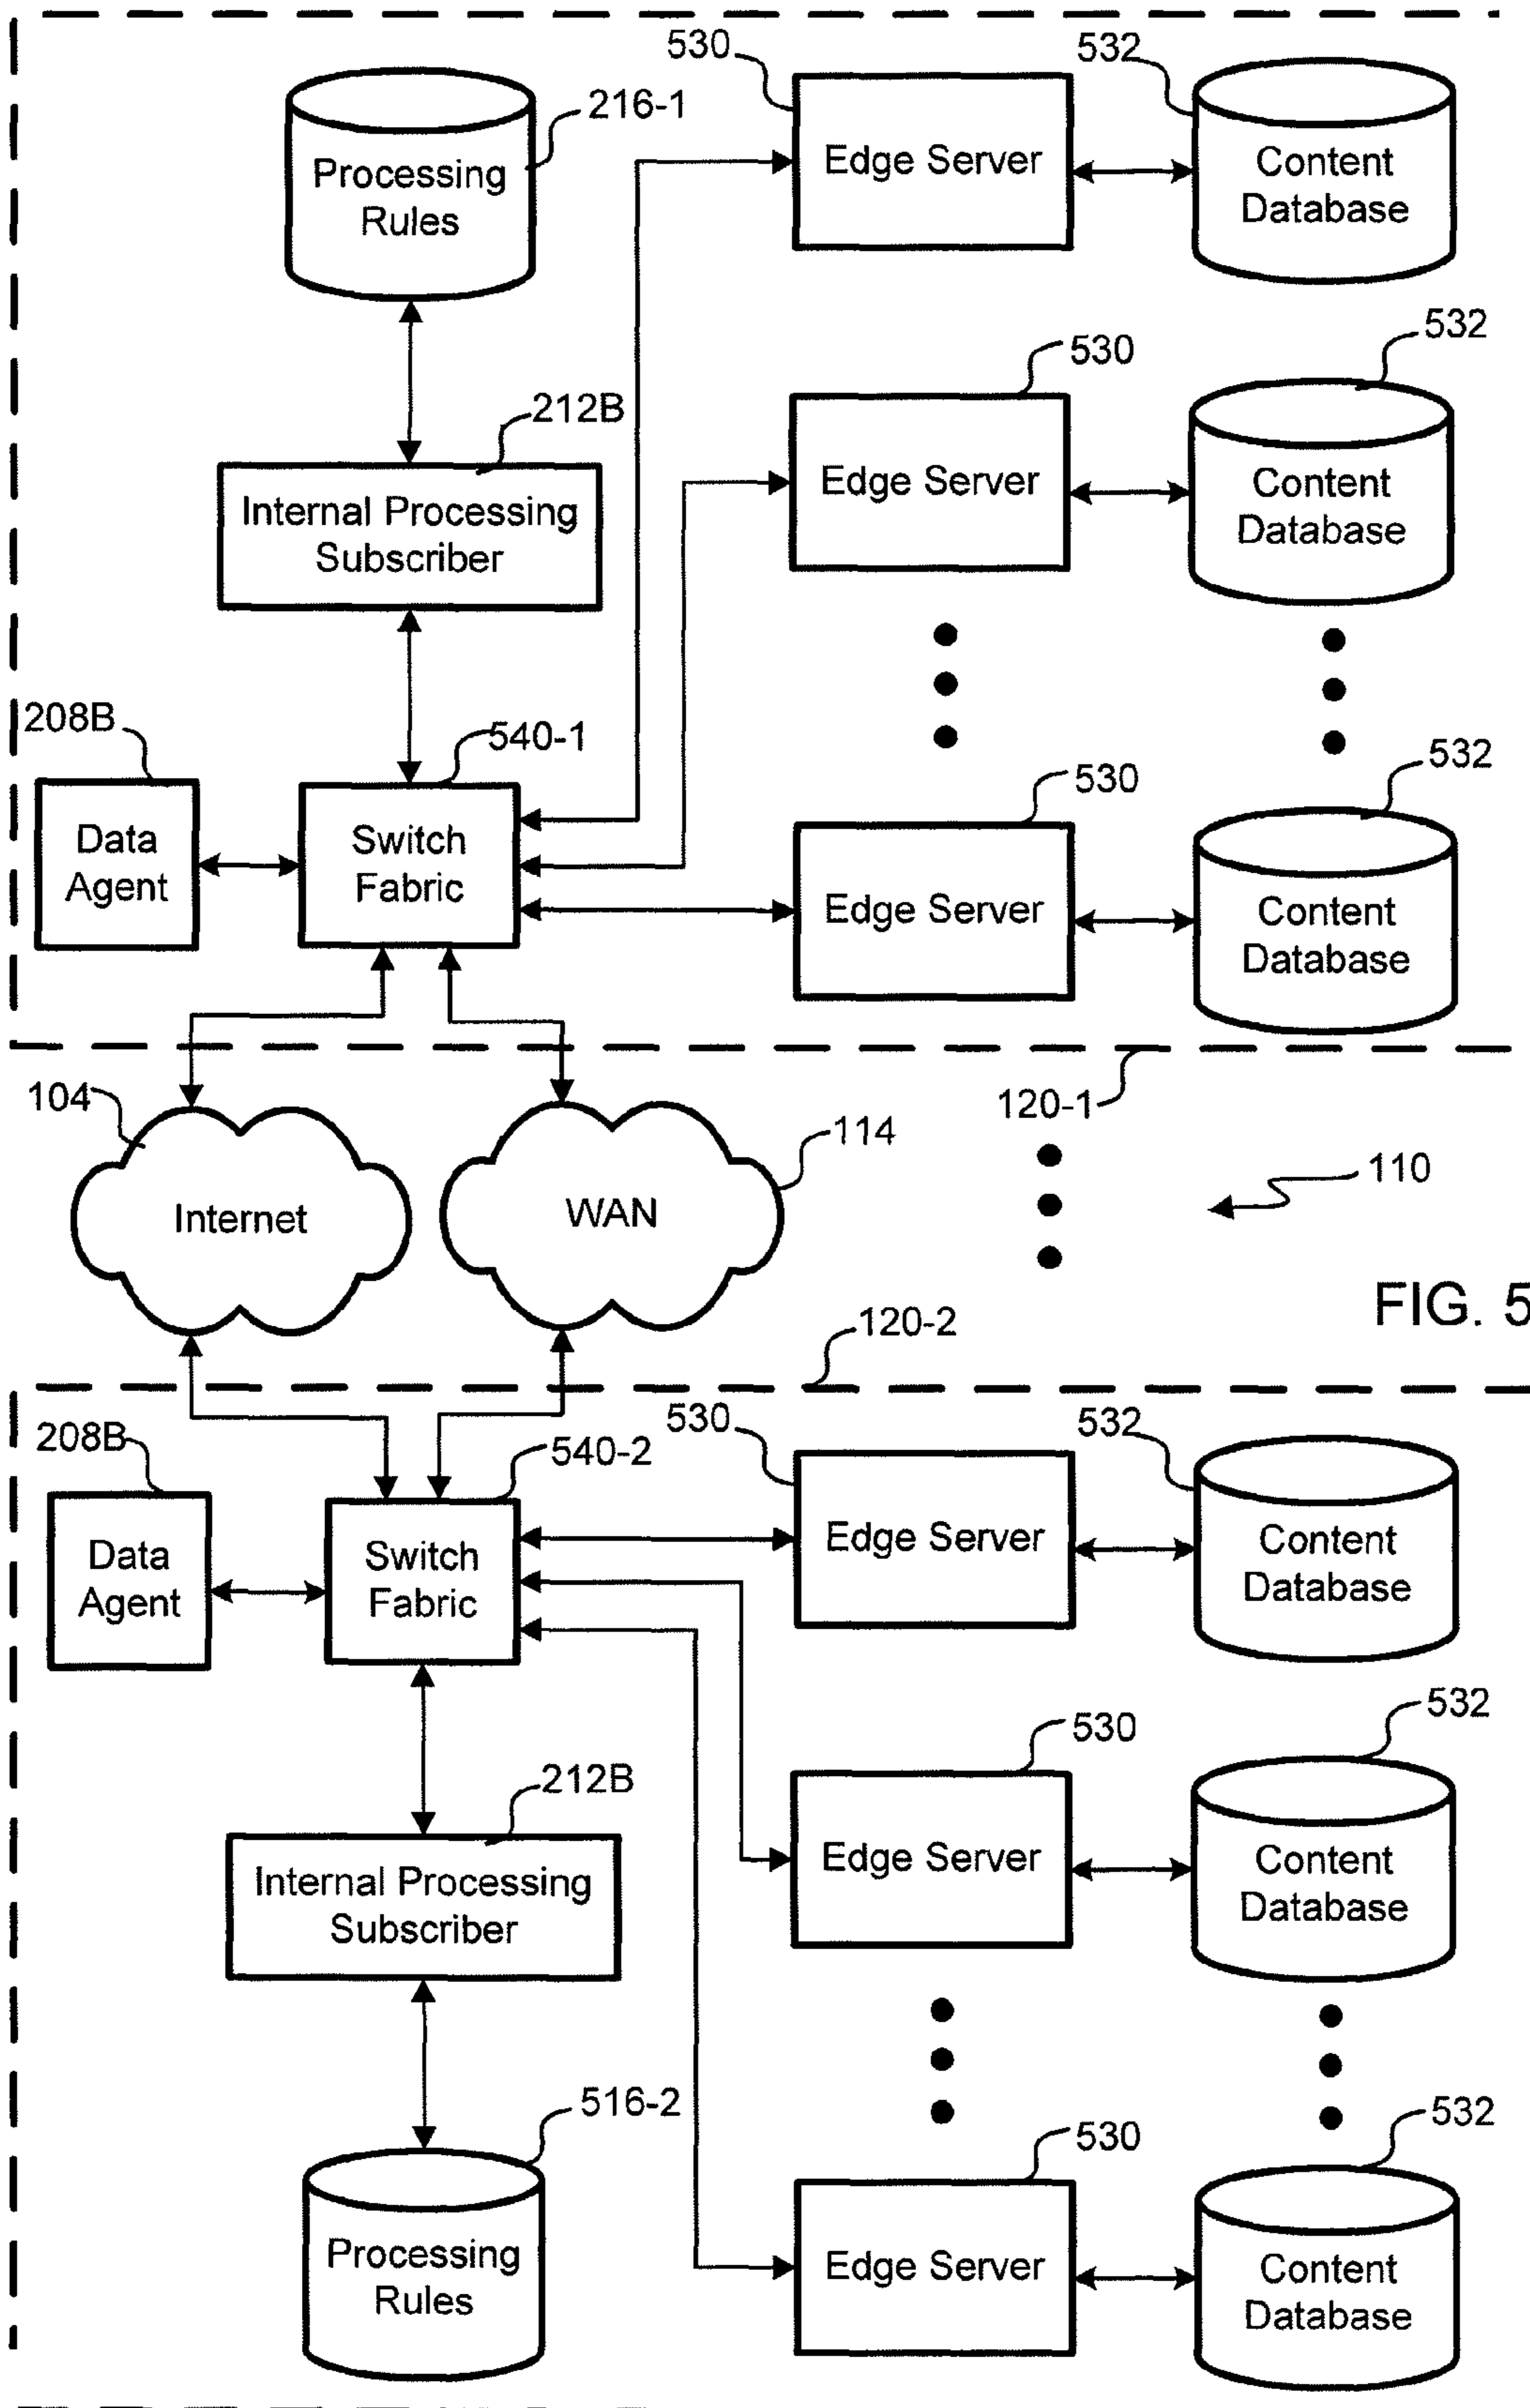 530
532
216-1
Processing
Rules
Edge Server
Content
Database
530
532
212B
Internal Processing
Subscriber
Edge Server
Content
Database
208B
540-1
530
532
Data
Agent
Switch
Fabric
Edge Server
Content
Database
104
120-1
114
110
Internet
WAN
FIG. 5
120-2
208B
540-2
530
532
Data
Agent
Switch
Fabric
Edge Server
Content
Database
530
532
212B
Internal Processing
Subscriber
Edge Server
Content
Database
516-2
530
532
Processing
Rules
Edge Server
Content
Database